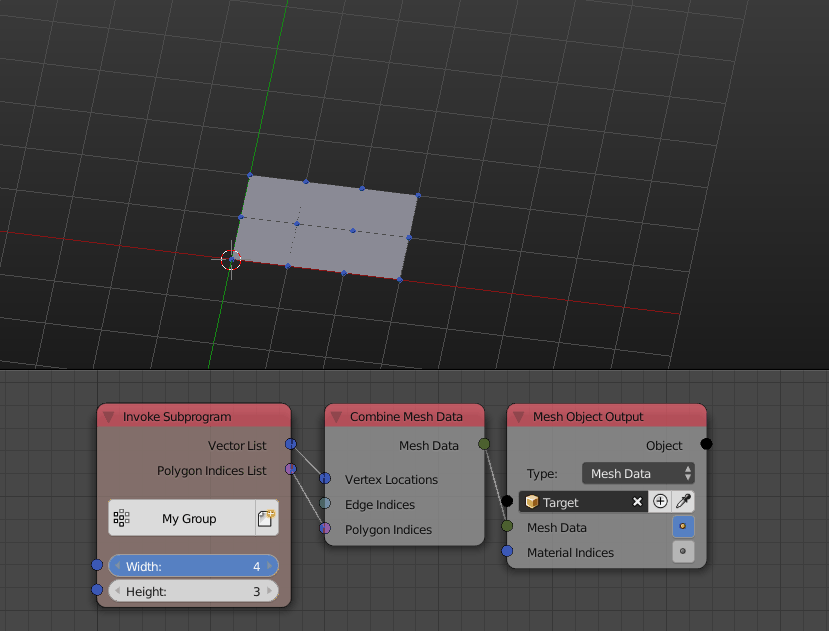 Invoke Subprogram
Vector List
Polygon Indices List
My Group
Width: 4
Height: 3
Combine Mesh Data
Mesh Data
Vertex Locations
Edge Indices
Polygon Indices
Mesh Object Output
Object
Type: Mesh Data
Target
Mesh Data
Material Indices